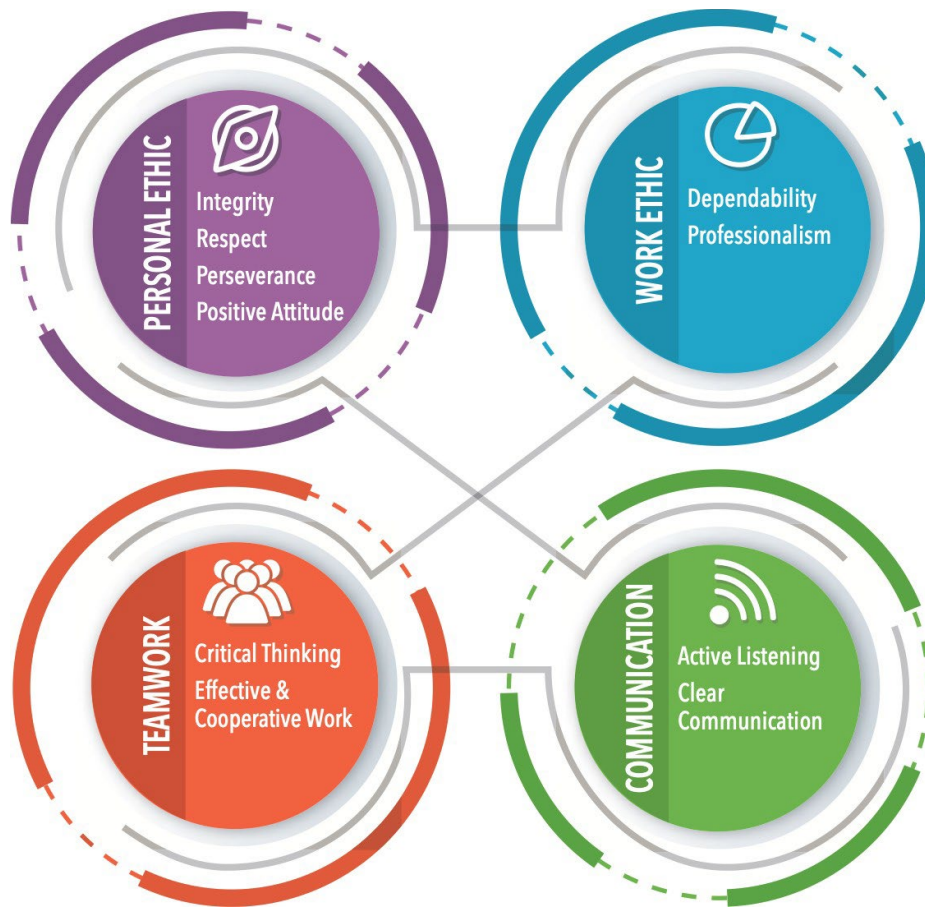 PERSONAL ETHIC
Integrity
Respect
Perseverance
Positive Attitude
WORK ETHIC
Dependability
Professionalism
TEAMWORK
Critical Thinking
Effective &
Cooperative Work
COMMUNICATION
Active Listening
Clear
Communication